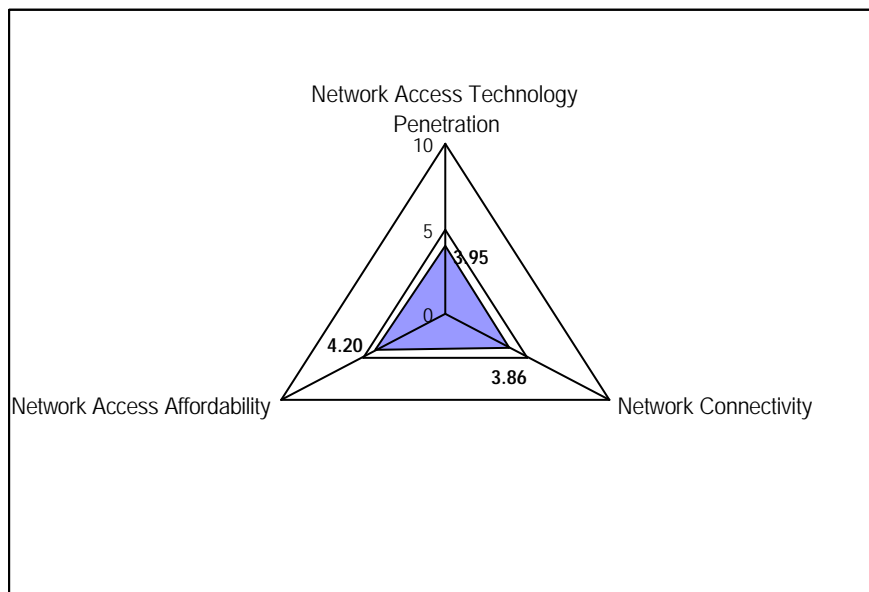 Network Access Technology
Penetration
10
5
3.95
0
4.20
3.86
Network Access Affordability
Network Connectivity